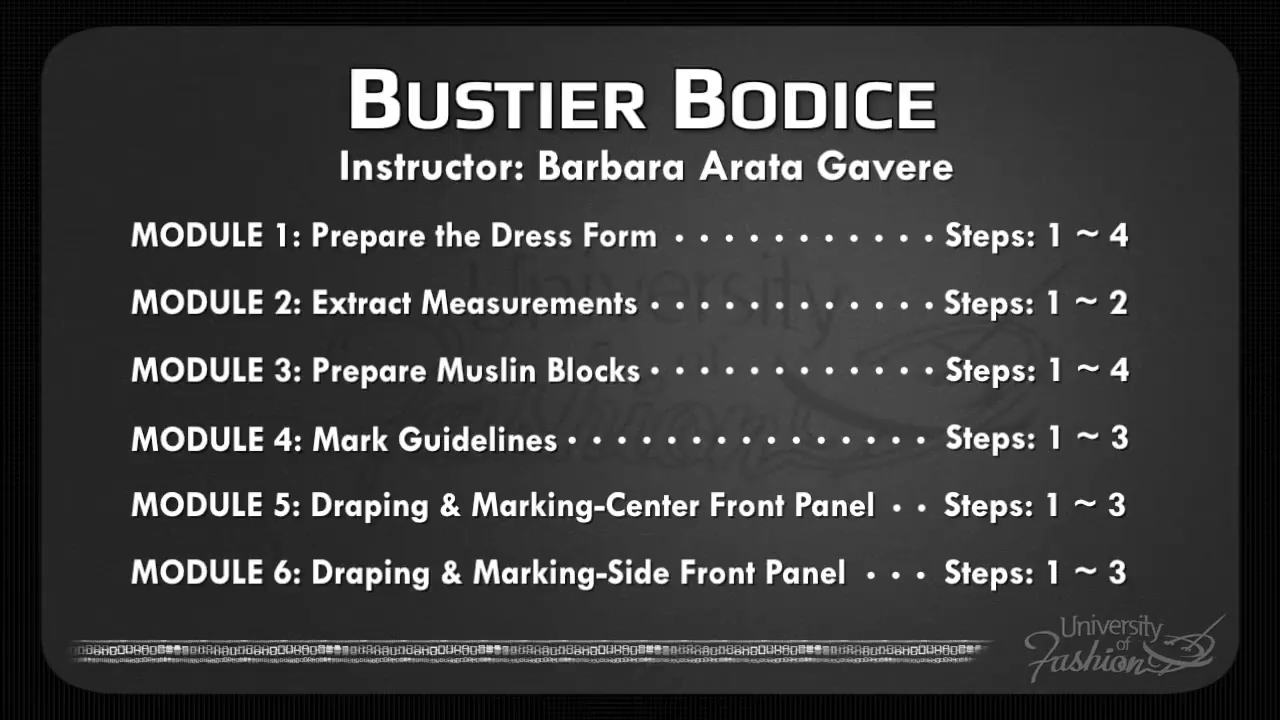 BUSTIER BODICE
Instructor: Barbara Arata Gavere
MODULE 1: Prepare the Dress Form . . . . . . . . . . . Steps: 1 ~ 4
MODULE 2: Extract Measurements . . . . . . . . . . . . Steps: 1 ~ 2
MODULE 3: Prepare Muslin Blocks . . . . . . . . . . . . Steps: 1 ~ 4
MODULE 4: Mark Guidelines . . . . . . . . . . . . . . . Steps: 1 ~ 3
MODULE 5: Draping & Marking-Center Front Panel . . Steps: 1 ~ 3
MODULE 6: Draping & Marking-Side Front Panel . . . Steps: 1 ~ 3
University
of
Fashion